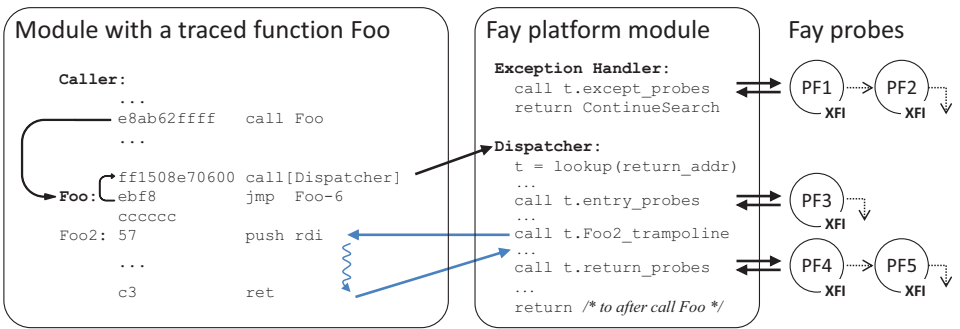 Module with a traced function Foo
Caller:
...
e8ab62ffff call Foo
...
ff1508e70600 call[Dispatcher]
Foo: ebf8 jmp Foo-6
cccccc
Foo2: 57 push rdi
...
c3 ret
Fay platform module
Exception Handler:
call t.except_probes
return ContinueSearch
Dispatcher:
t = lookup(return_addr)
...
call t.entry_probes
...
call t.Foo2_trampoline
...
call t.return_probes
...
return /* to after call Foo */
Fay probes
PF1 PF2
XFI XFI
PF3
XFI
PF4 PF5
XFI XFI